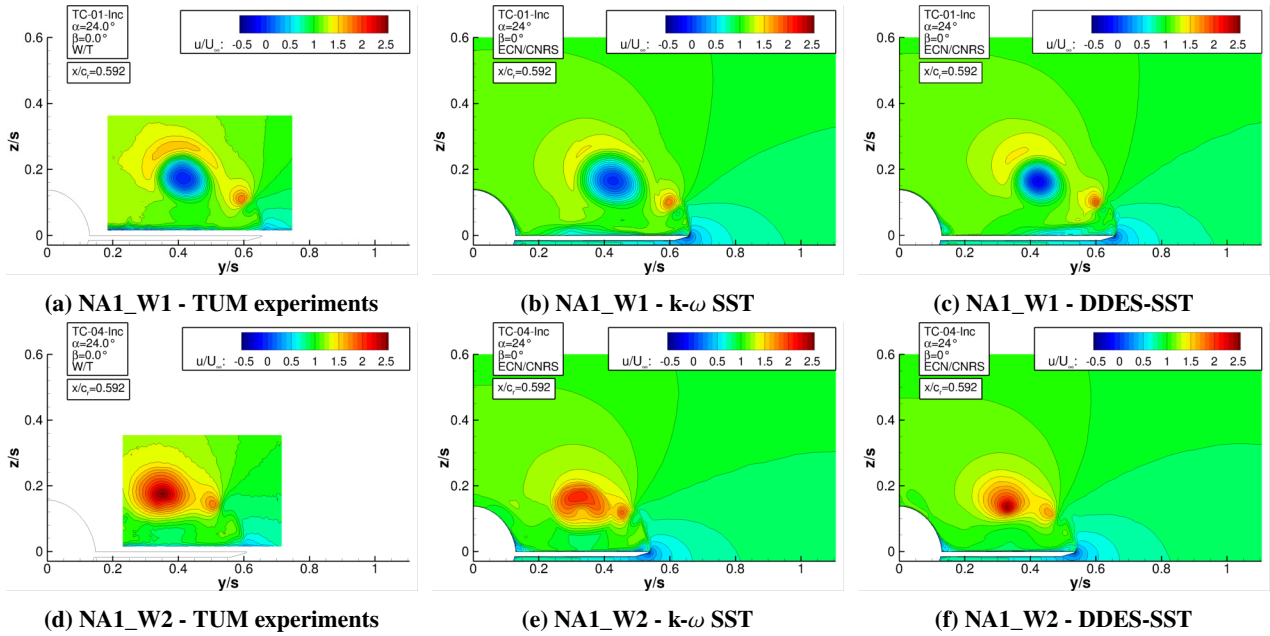 TC-01-Inc
α=24.0°
β=0.0°
W/T
x/c_r=0.592
u/U_∞: -0.5 0 0.5 1 1.5 2 2.5
z/s
0.6
0.4
0.2
0
0 0.2 0.4 0.6 0.8 1
y/s
(a) NA1_W1 - TUM experiments
TC-01-Inc
α=24°
β=0°
ECN/CNRS
x/c_r=0.592
u/U_∞: -0.5 0 0.5 1 1.5 2 2.5
z/s
0.6
0.4
0.2
0
0 0.2 0.4 0.6 0.8 1
y/s
(b) NA1_W1 - k-ω SST
TC-01-Inc
α=24°
β=0°
ECN/CNRS
x/c_r=0.592
u/U_∞: -0.5 0 0.5 1 1.5 2 2.5
z/s
0.6
0.4
0.2
0
0 0.2 0.4 0.6 0.8 1
y/s
(c) NA1_W1 - DDES-SST
TC-04-Inc
α=24.0°
β=0.0°
W/T
x/c_r=0.592
u/U_∞: -0.5 0 0.5 1 1.5 2 2.5
z/s
0.6
0.4
0.2
0
0 0.2 0.4 0.6 0.8 1
y/s
(d) NA1_W2 - TUM experiments
TC-04-Inc
α=24°
β=0°
ECN/CNRS
x/c_r=0.592
u/U_∞: -0.5 0 0.5 1 1.5 2 2.5
z/s
0.6
0.4
0.2
0
0 0.2 0.4 0.6 0.8 1
y/s
(e) NA1_W2 - k-ω SST
TC-04-Inc
α=24°
β=0°
ECN/CNRS
x/c_r=0.592
u/U_∞: -0.5 0 0.5 1 1.5 2 2.5
z/s
0.6
0.4
0.2
0
0 0.2 0.4 0.6 0.8 1
y/s
(f) NA1_W2 - DDES-SST